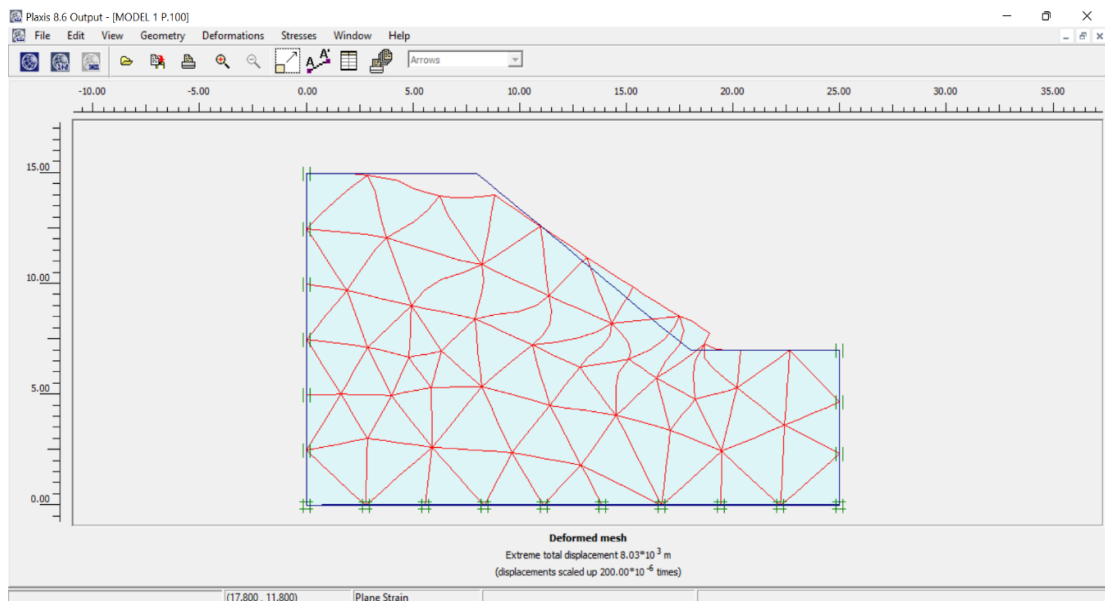 Plaxis 8.6 Output - [MODEL 1 P.100]
File Edit View Geometry Deformations Stresses Window Help
A A' Arrows
-10.00 -5.00 0.00 5.00 10.00 15.00 20.00 25.00 30.00 35.00
15.00
10.00
5.00
0.00
Deformed mesh
Extreme total displacement 8.03*10 3 m
(displacements scaled up 200.00*10 -6 times)
(17.800 , 11.800) Plane Strain